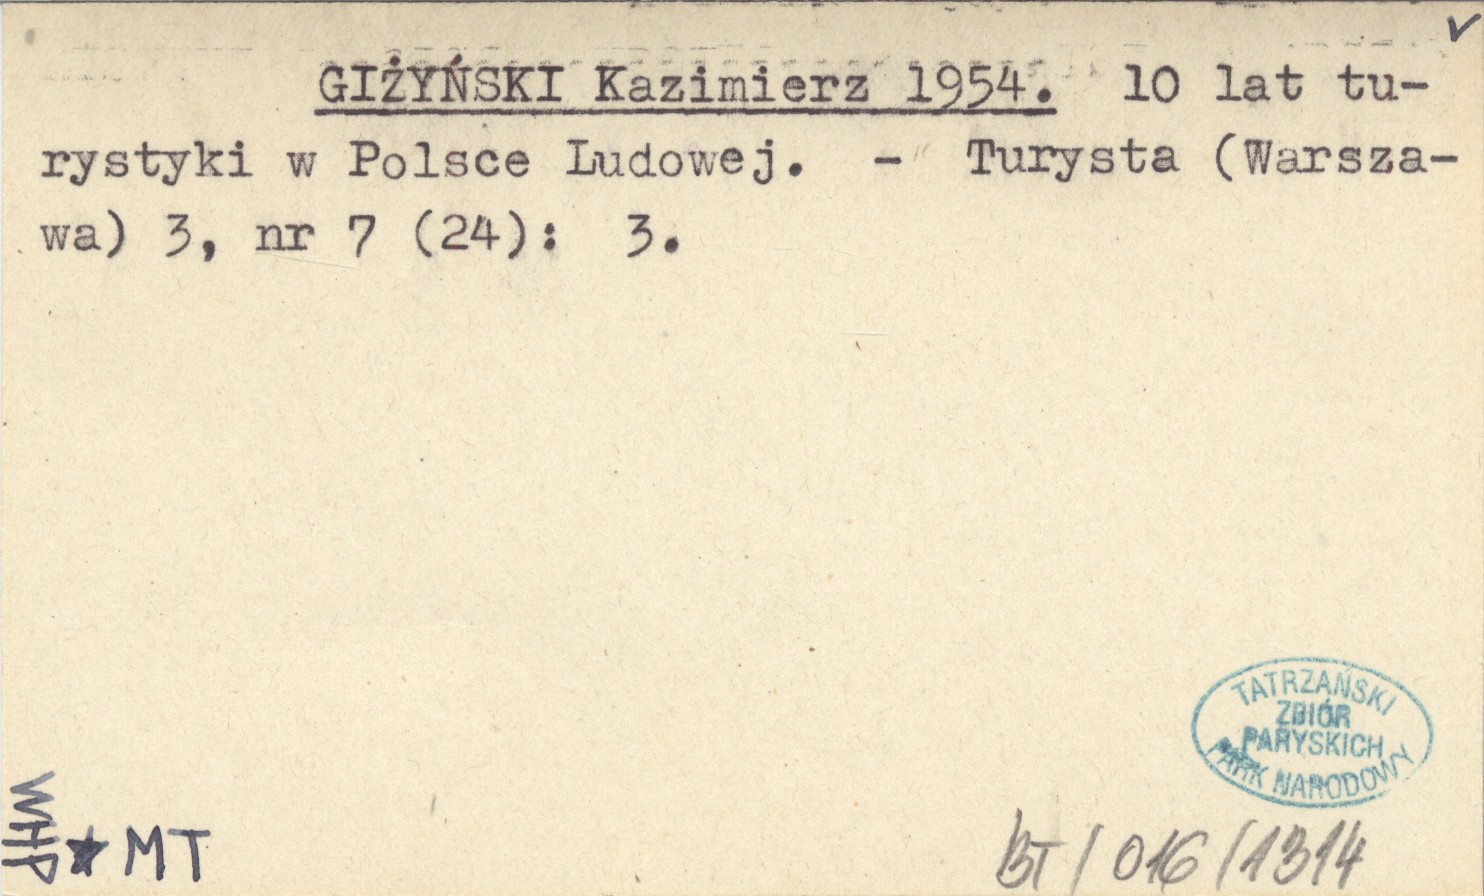 GIŻYŃSKI Kazimierz 1954. 10 lat tu-
rystyki w Polsce Ludowej. - Turysta (Warsza-
wa) 3, nr 7 (24): 3.
TATRZAŃSKI
ZBIÓR
PARYSKICH
PARK NARODOWY
WHP
★ MT
BT/016/1314